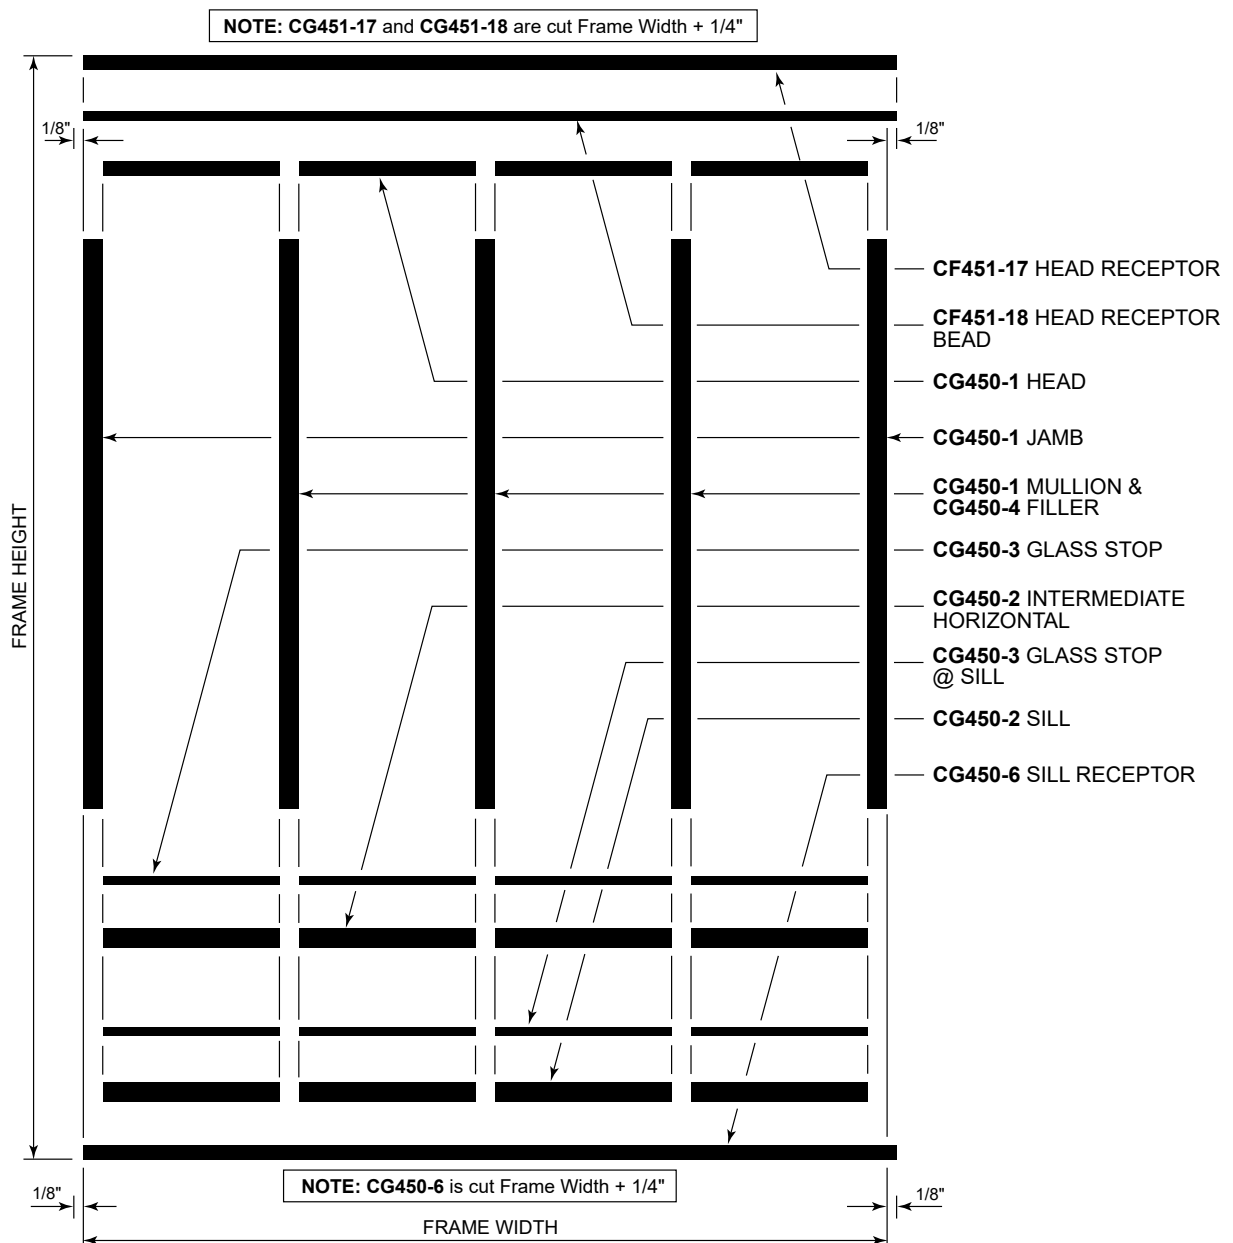 NOTE: CG451-17 and CG451-18 are cut Frame Width + 1/4"
1/8"
1/8"
CF451-17 HEAD RECEPTOR
CF451-18 HEAD RECEPTOR
BEAD
CG450-1 HEAD
CG450-1 JAMB
CG450-1 MULLION &
CG450-4 FILLER
CG450-3 GLASS STOP
CG450-2 INTERMEDIATE
HORIZONTAL
CG450-3 GLASS STOP
@ SILL
CG450-2 SILL
CG450-6 SILL RECEPTOR
FRAME HEIGHT
NOTE: CG450-6 is cut Frame Width + 1/4"
1/8"
1/8"
FRAME WIDTH